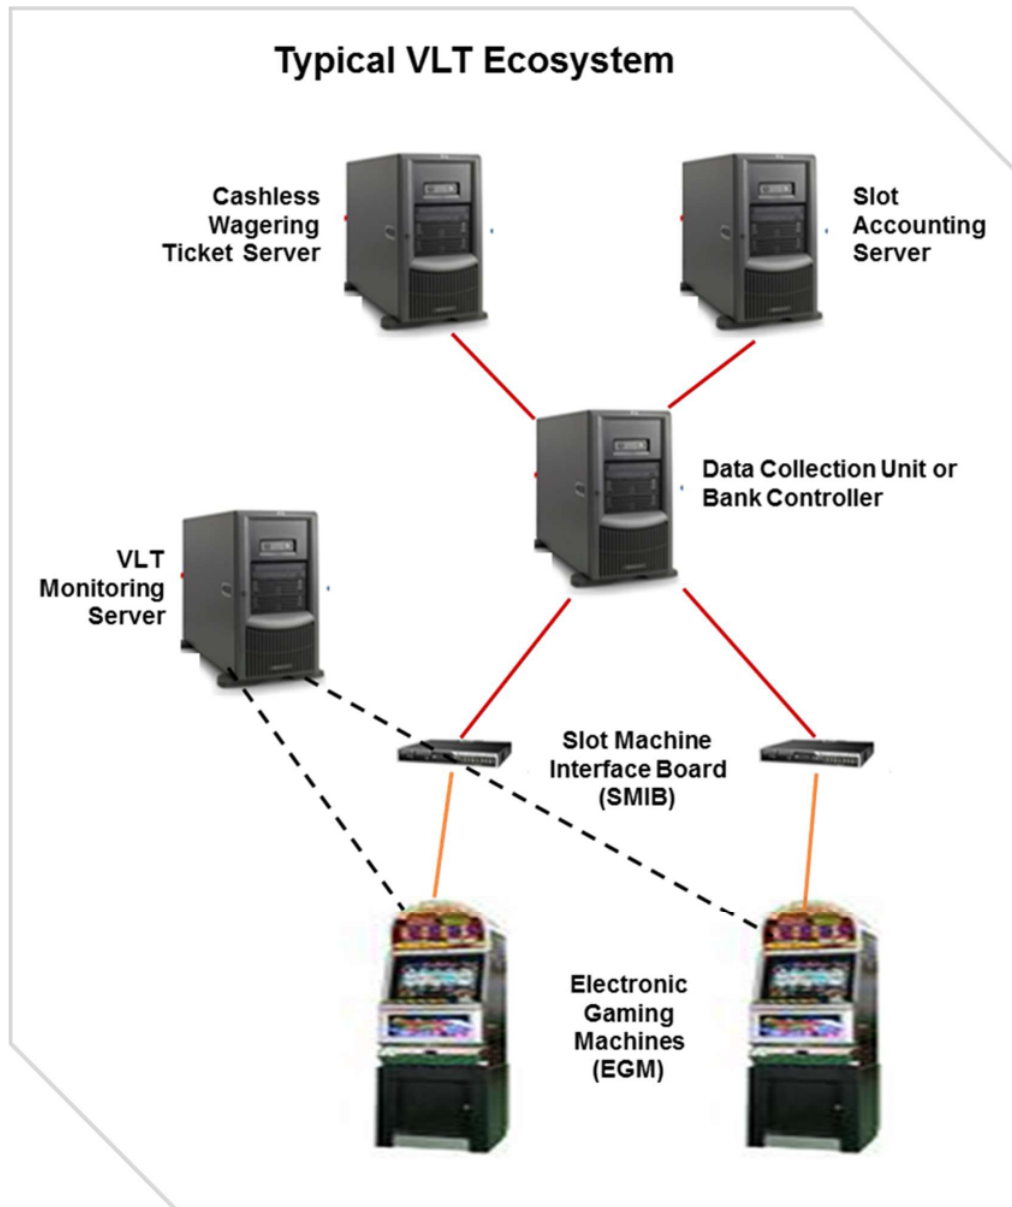 Typical VLT Ecosystem
Cashless
Wagering
Ticket Server
Slot
Accounting
Server
Data Collection Unit or
Bank Controller
VLT
Monitoring
Server
Slot Machine
Interface Board
(SMIB)
Electronic
Gaming
Machines
(EGM)